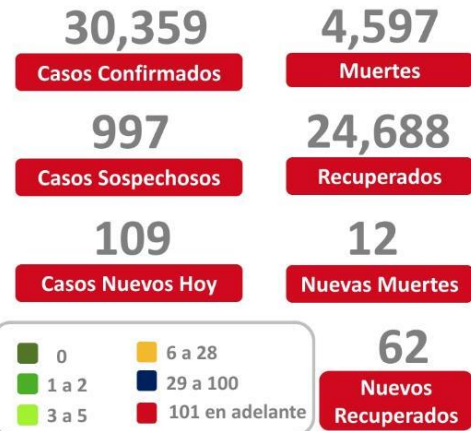 30,359
Casos Confirmados
4,597
Muertes
997
Casos Sospechosos
24,688
Recuperados
109
Casos Nuevos Hoy
12
Nuevas Muertes
0
1 a 2
3 a 5
6 a 28
29 a 100
101 en adelante
62
Nuevos
Recuperados